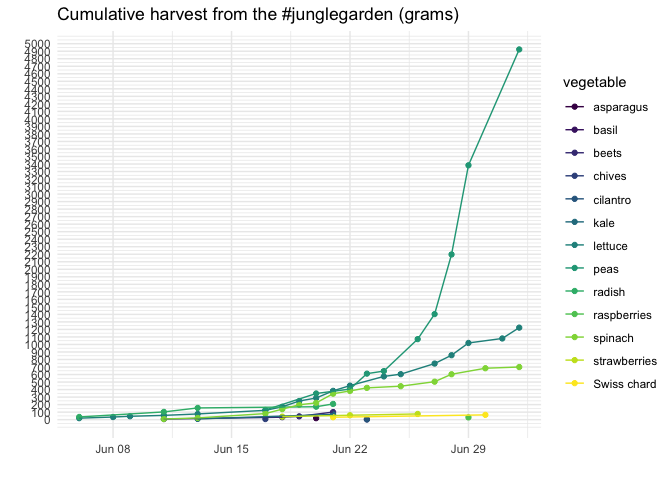 Cumulative harvest from the #junglegarden (grams)
5000
4900
4800
4700
4600
4500
4400
4300
4200
4100
4000
3900
3800
3700
3600
3500
3400
3300
3200
3100
3000
2900
2800
2700
2600
2500
2400
2300
2200
2100
2000
1900
1800
1700
1600
1500
1400
1300
1200
1100
1000
900
800
700
600
500
400
300
200
100
0
Jun 08
Jun 15
Jun 22
Jun 29
vegetable
asparagus
basil
beets
chives
cilantro
kale
lettuce
peas
radish
raspberries
spinach
strawberries
Swiss chard